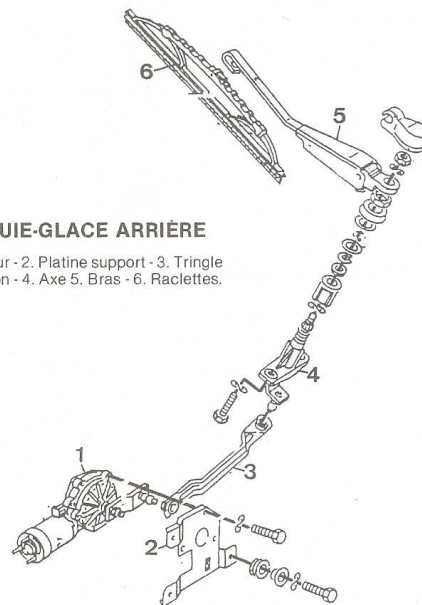 6
5
UIE-GLACE ARRIÈRE
ur - 2. Platine support - 3. Tringle
on - 4. Axe 5. Bras - 6. Raclettes.
4
1
3
2